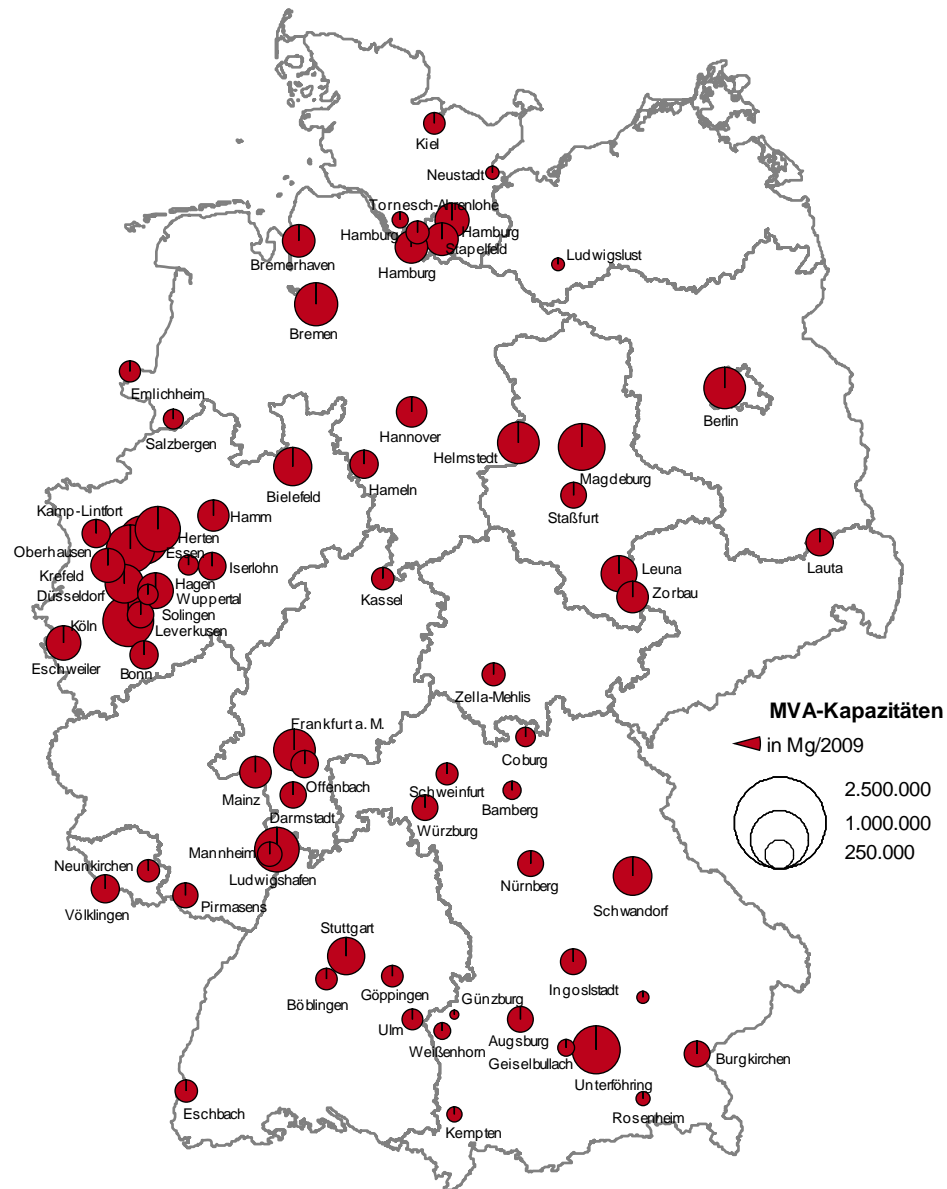 Kiel
Neustadt
Tornesch-Ahrenlohe
Hamburg
Hamburg
Stapelfeld
Hamburg
Ludwigslust
Bremerhaven
Bremen
Emlichheim
Salzbergen
Hannover
Berlin
Helmstedt
Magdeburg
Bielefeld
Hameln
Staßfurt
Kamp-Lintfort
Hamm
Herten
Oberhausen
Essen
Iserlohn
Krefeld
Hagen
Düsseldorf
Wuppertal
Solingen
Köln
Leverkusen
Eschweiler
Bonn
Kassel
Leuna
Zorbau
Lauta
Zella-Mehlis
MVA-Kapazitäten
in Mg/2009
2.500.000
1.000.000
250.000
Frankfurt a. M.
Coburg
Mainz
Offenbach
Schweinfurt
Bamberg
Darmstadt
Würzburg
Mannheim
Ludwigshafen
Neunkirchen
Völklingen
Pirmasens
Nürnberg
Schwandorf
Stuttgart
Böblingen
Göppingen
Ingoslstadt
Günzburg
Ulm
Weißenhorn
Augsburg
Geiselbullach
Unterföhring
Burgkirchen
Eschbach
Kempten
Rosenheim